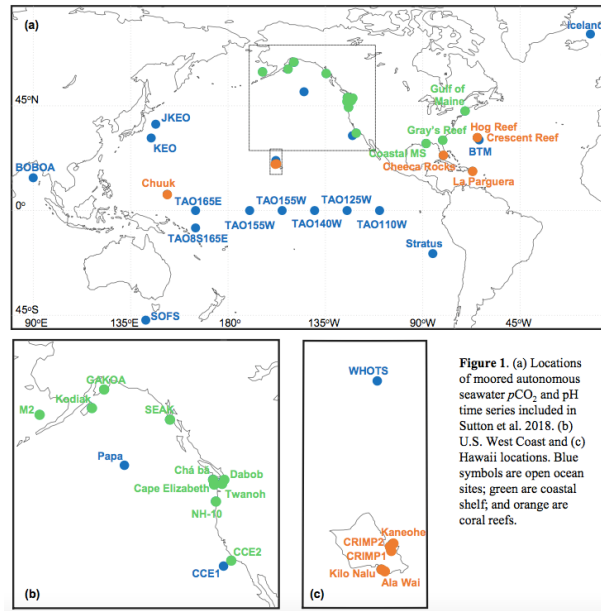 (a)
Iceland
45°N
Gulf of
Maine
JKEO
Gray's Reef
Hog Reef
Crescent Reef
KEO
BTM
Coastal MS
BOBOA
Cheeca Rocks
Chuuk
La Parguera
TAO165E
TAO155W
TAO125W
0°
TAO155W
TAO140W
TAO110W
TAO8S165E
Stratus
45°S
SOFS
90°E
135°E
180°
135°W
90°W
45°W
GAKOA
Kodiak
M2
SEAK
Papa
Chá bă
Dabob
Cape Elizabeth
Twanoh
NH-10
CCE2
CCE1
(b)
WHOTS
Kaneohe
CRIMP2
CRIMP1
Kilo Nalu
Ala Wai
(c)
Figure 1. (a) Locations
of moored autonomous
seawater pCO₂ and pH
time series included in
Sutton et al. 2018. (b)
U.S. West Coast and (c)
Hawaii locations. Blue
symbols are open ocean
sites; green are coastal
shelf; and orange are
coral reefs.